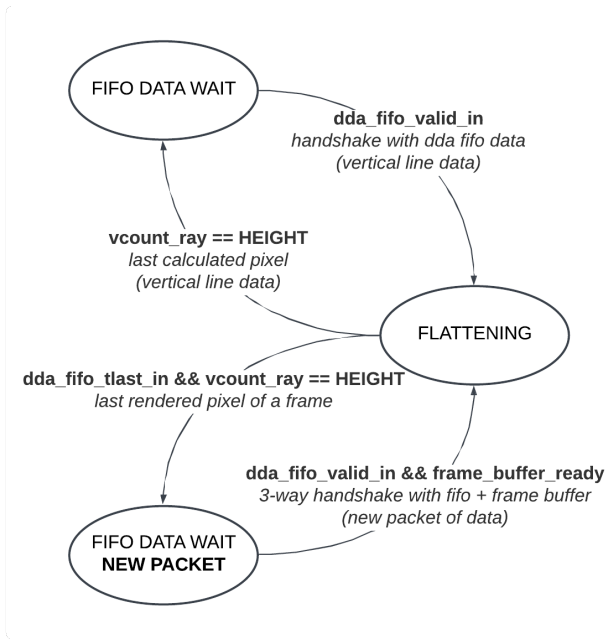 FIFO DATA WAIT
dda_fifo_valid_in
handshake with dda fifo data
(vertical line data)
vcount_ray == HEIGHT
last calculated pixel
(vertical line data)
FLATTENING
dda_fifo_tlast_in && vcount_ray == HEIGHT
last rendered pixel of a frame
dda_fifo_valid_in && frame_buffer_ready
3-way handshake with fifo + frame buffer
(new packet of data)
FIFO DATA WAIT
NEW PACKET